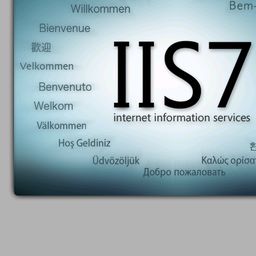 Willkommen
Bem-
Bienvenue
歡迎
Velkommen
Benvenuto
Velkom
Välkommen
Hoş Geldiniz
Üdvözöljük
Добро пожаловать
Καλώς ορίσα
IIS7
internet information services